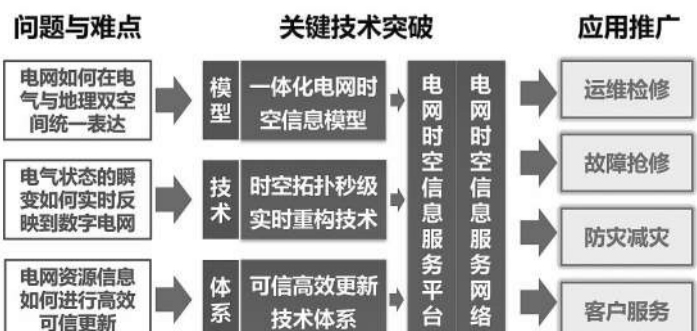 问题与难点
关键技术突破
应用推广
电网如何在电
气与地理双空
间统一表达
模型
一体化电网时
空信息模型
电气状态的瞬
变如何实时反
映到数字电网
技术
时空拓扑秒级
实时重构技术
电网资源信息
如何进行高效
可信更新
体系
可信高效更新
技术体系
电网时空信息服务平台
电网时空信息服务网络
运维检修
故障抢修
防灾减灾
客户服务